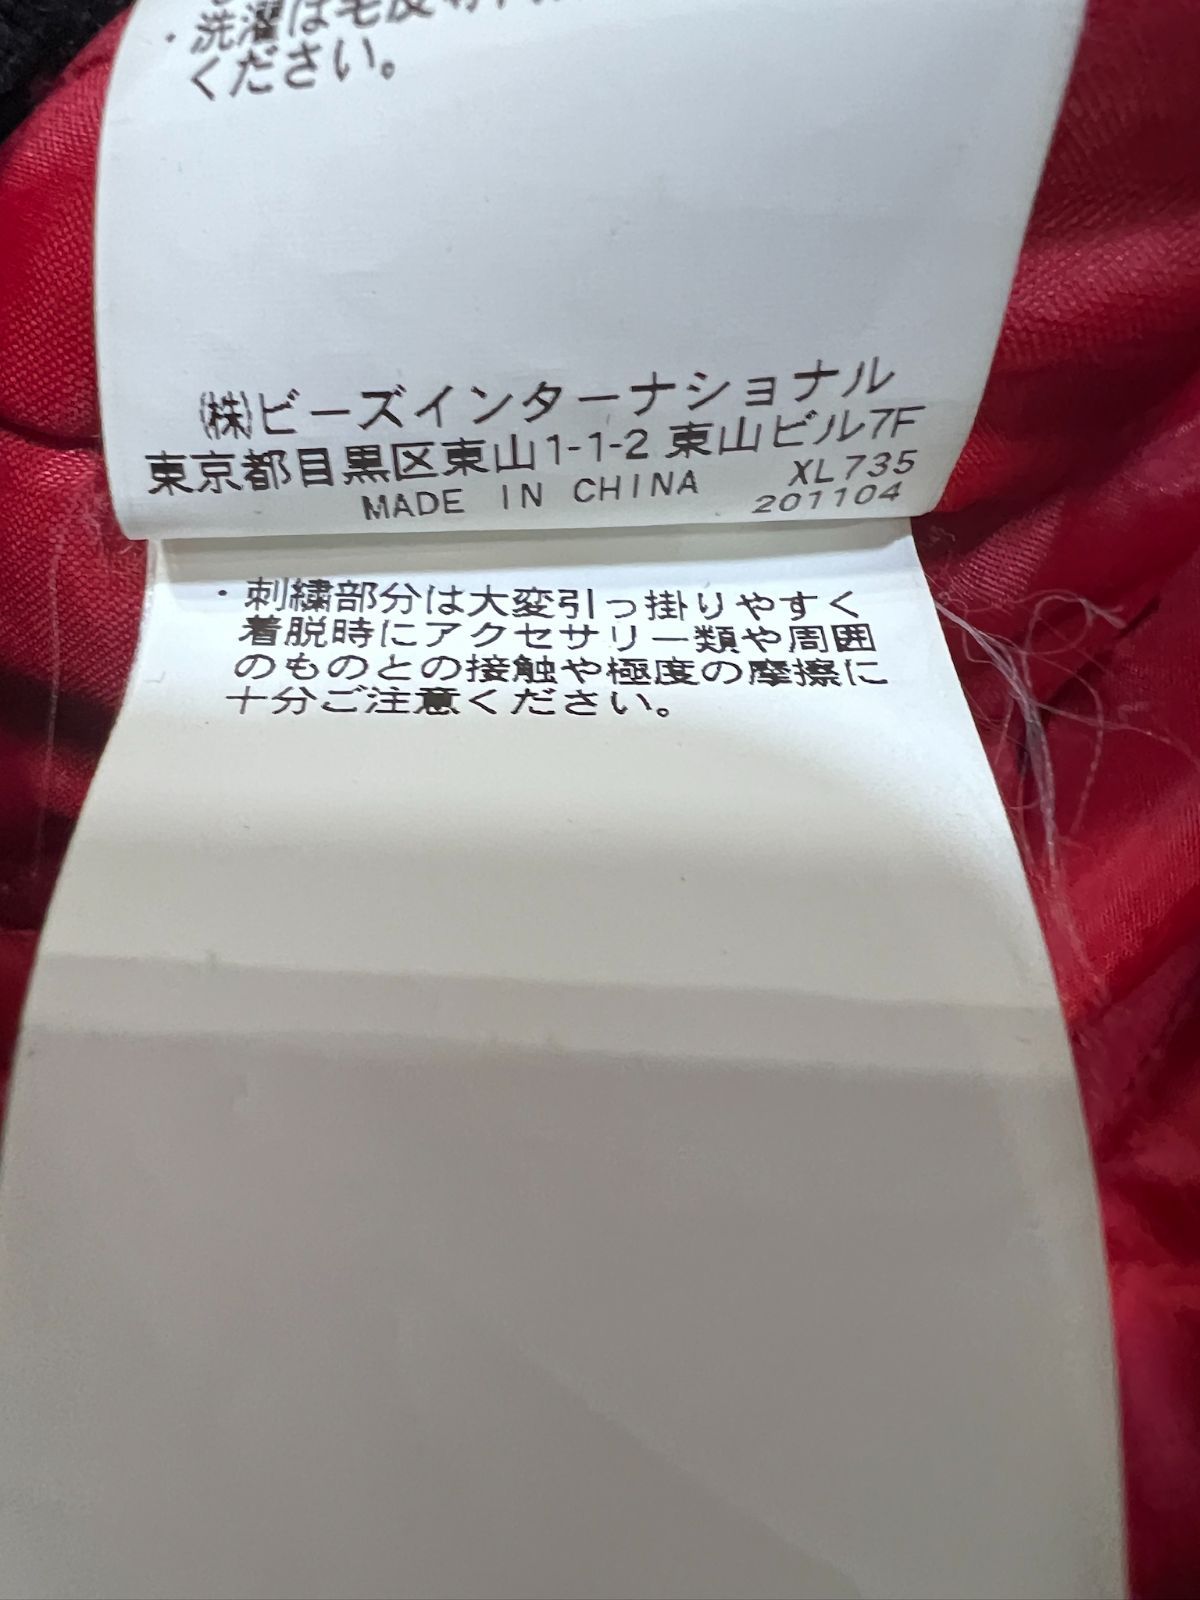 ・洗濯は毛皮専門
ください。
(株)ビーズインターナショナル
東京都目黒区東山1-1-2 東山ビル7F
MADE IN CHINA
XL735
201104
・刺繍部分は大変引っ掛りやすく
着脱時にアクセサリー類や周囲
のものとの接触や極度の摩擦に
十分ご注意ください。